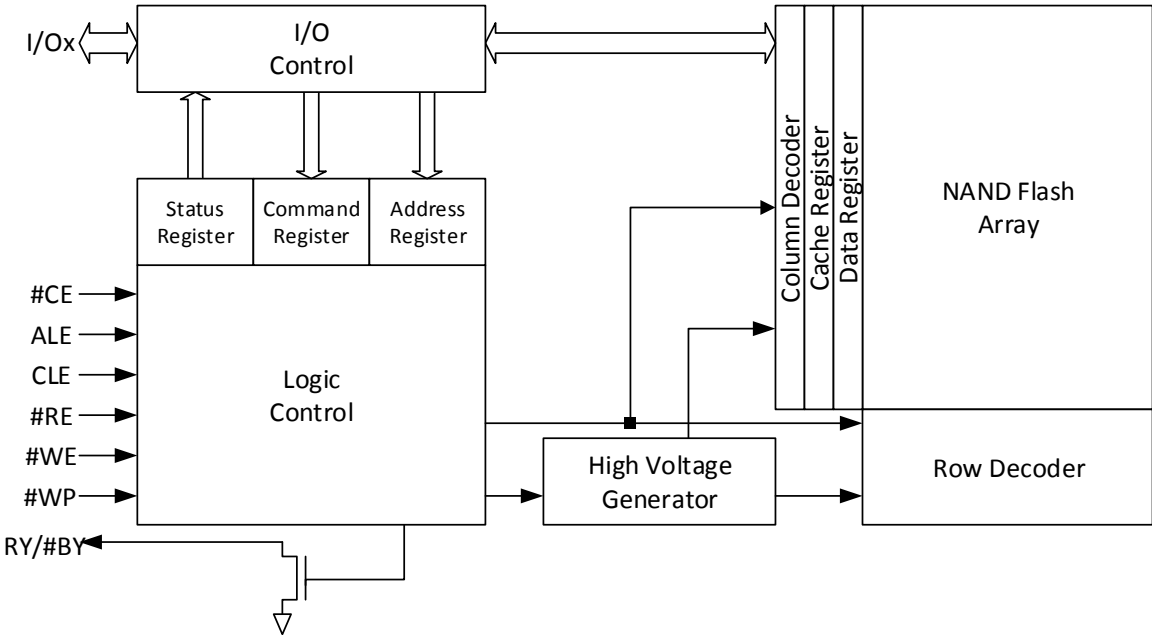 I/Ox
I/O
Control
Status
Register
Command
Register
Address
Register
#CE
ALE
CLE
#RE
#WE
#WP
RY/#BY
Logic
Control
High Voltage
Generator
Column Decoder
Cache Register
Data Register
NAND Flash
Array
Row Decoder